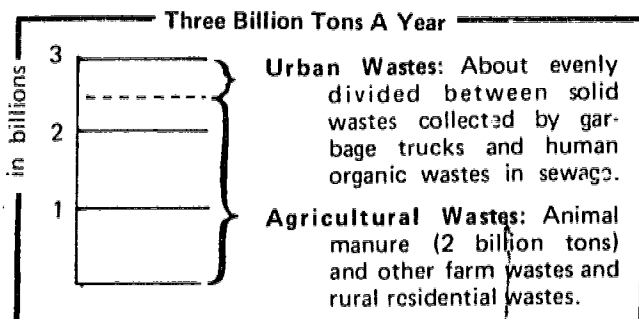 Three Billion Tons A Year
in billions
3
2
1
Urban Wastes: About evenly
divided between solid
wastes collected by gar-
bage trucks and human
organic wastes in sewage.
Agricultural Wastes: Animal
manure (2 billion tons)
and other farm wastes and
rural residential wastes.